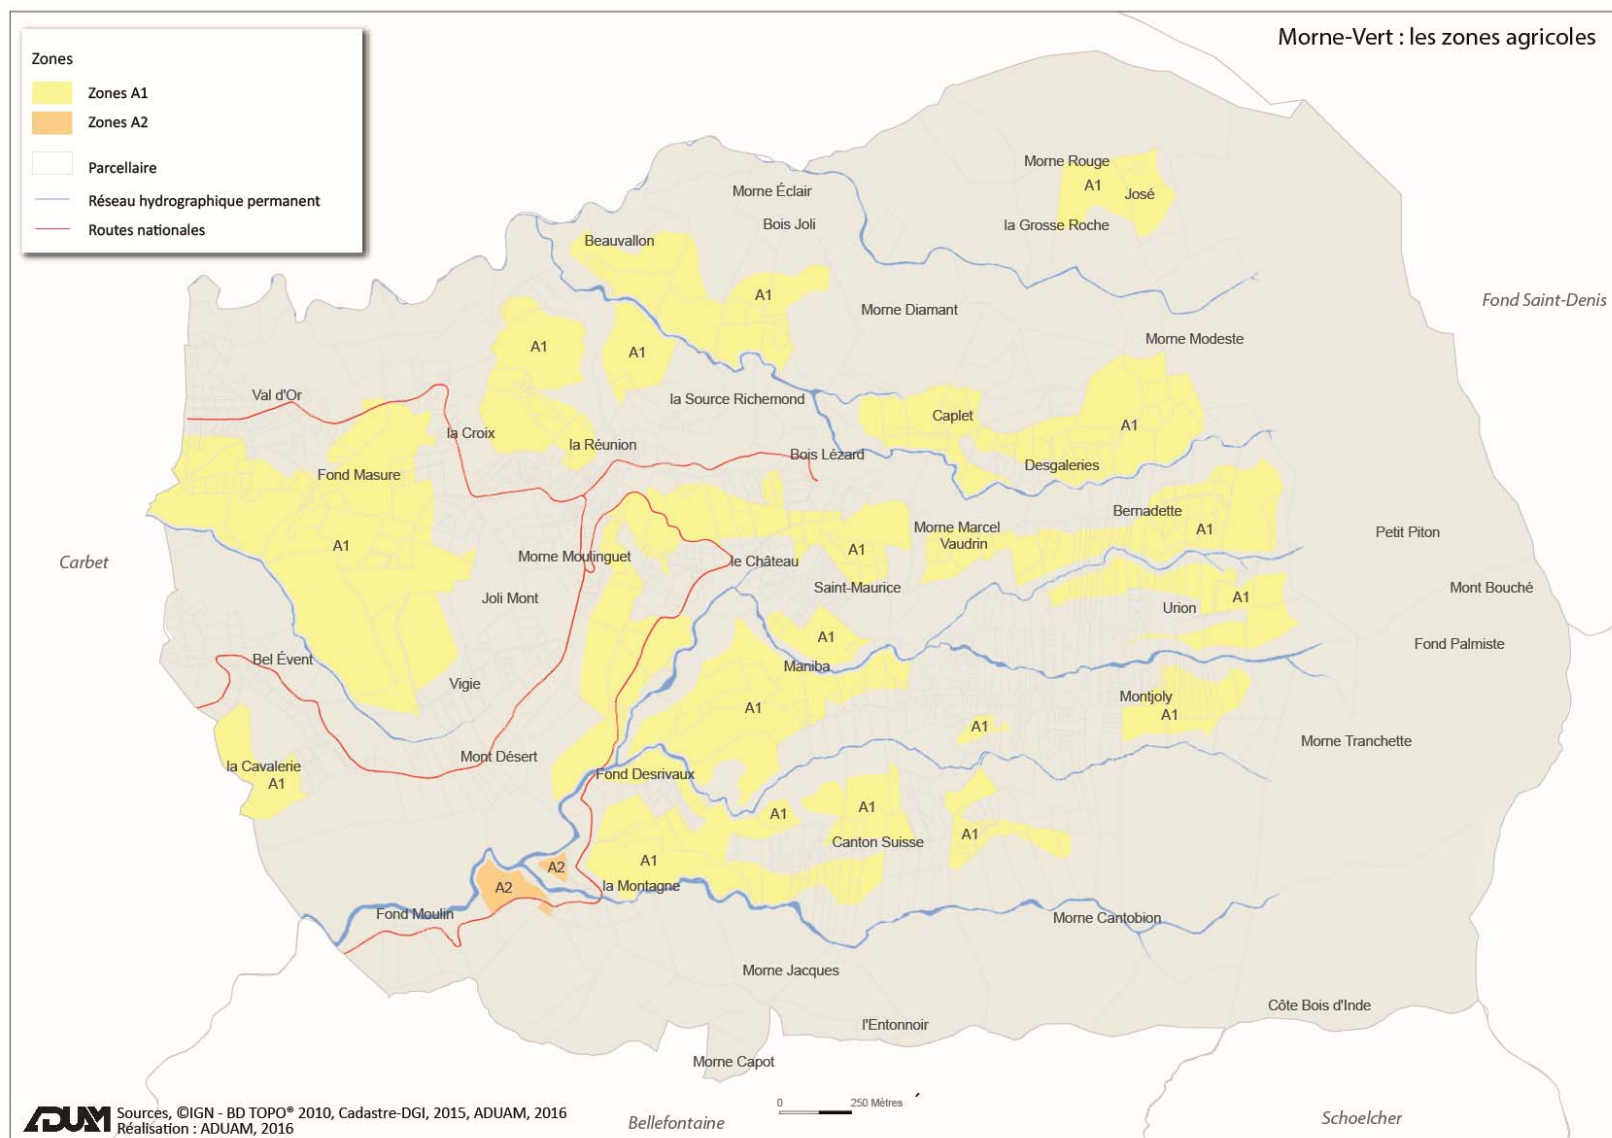 Morne-Vert : les zones agricoles
Zones
Zones A1
Zones A2
Parcellaire
Réseau hydrographique permanent
Routes nationales
Morne Rouge
A1
José
Morne Éclair
Bois Joli
la Grosse Roche
Beauvallon
A1
Fond Saint-Denis
Morne Diamant
Morne Modeste
A1
A1
Val d'Or
la Source Richemond
Caplet
A1
la Croix
la Réunion
Bois Lézard
Desgaleries
Fond Masure
Bernadette
A1
Morne Marcel
Vaudrin
Petit Piton
A1
A1
Carbet
Morne Moulinguet
le Château
Saint-Maurice
Mont Bouché
Joli Mont
A1
Urion
A1
Fond Palmiste
Bel Évent
Maniba
Vigie
Montjoly
A1
A1
A1
Morne Tranchette
Mont Désert
la Cavalerie
A1
Fond Desrivaux
A1
A1
A1
Canton Suisse
A1
A2
A2
la Montagne
Fond Moulin
Morne Cantobion
Morne Jacques
Côte Bois d'Inde
l'Entonnoir
Morne Capot
0 250 Mètres
ADUAM
Sources, ©IGN - BD TOPO® 2010, Cadastre-DGI, 2015, ADUAM, 2016
Réalisation : ADUAM, 2016
Bellefontaine
Schoelcher